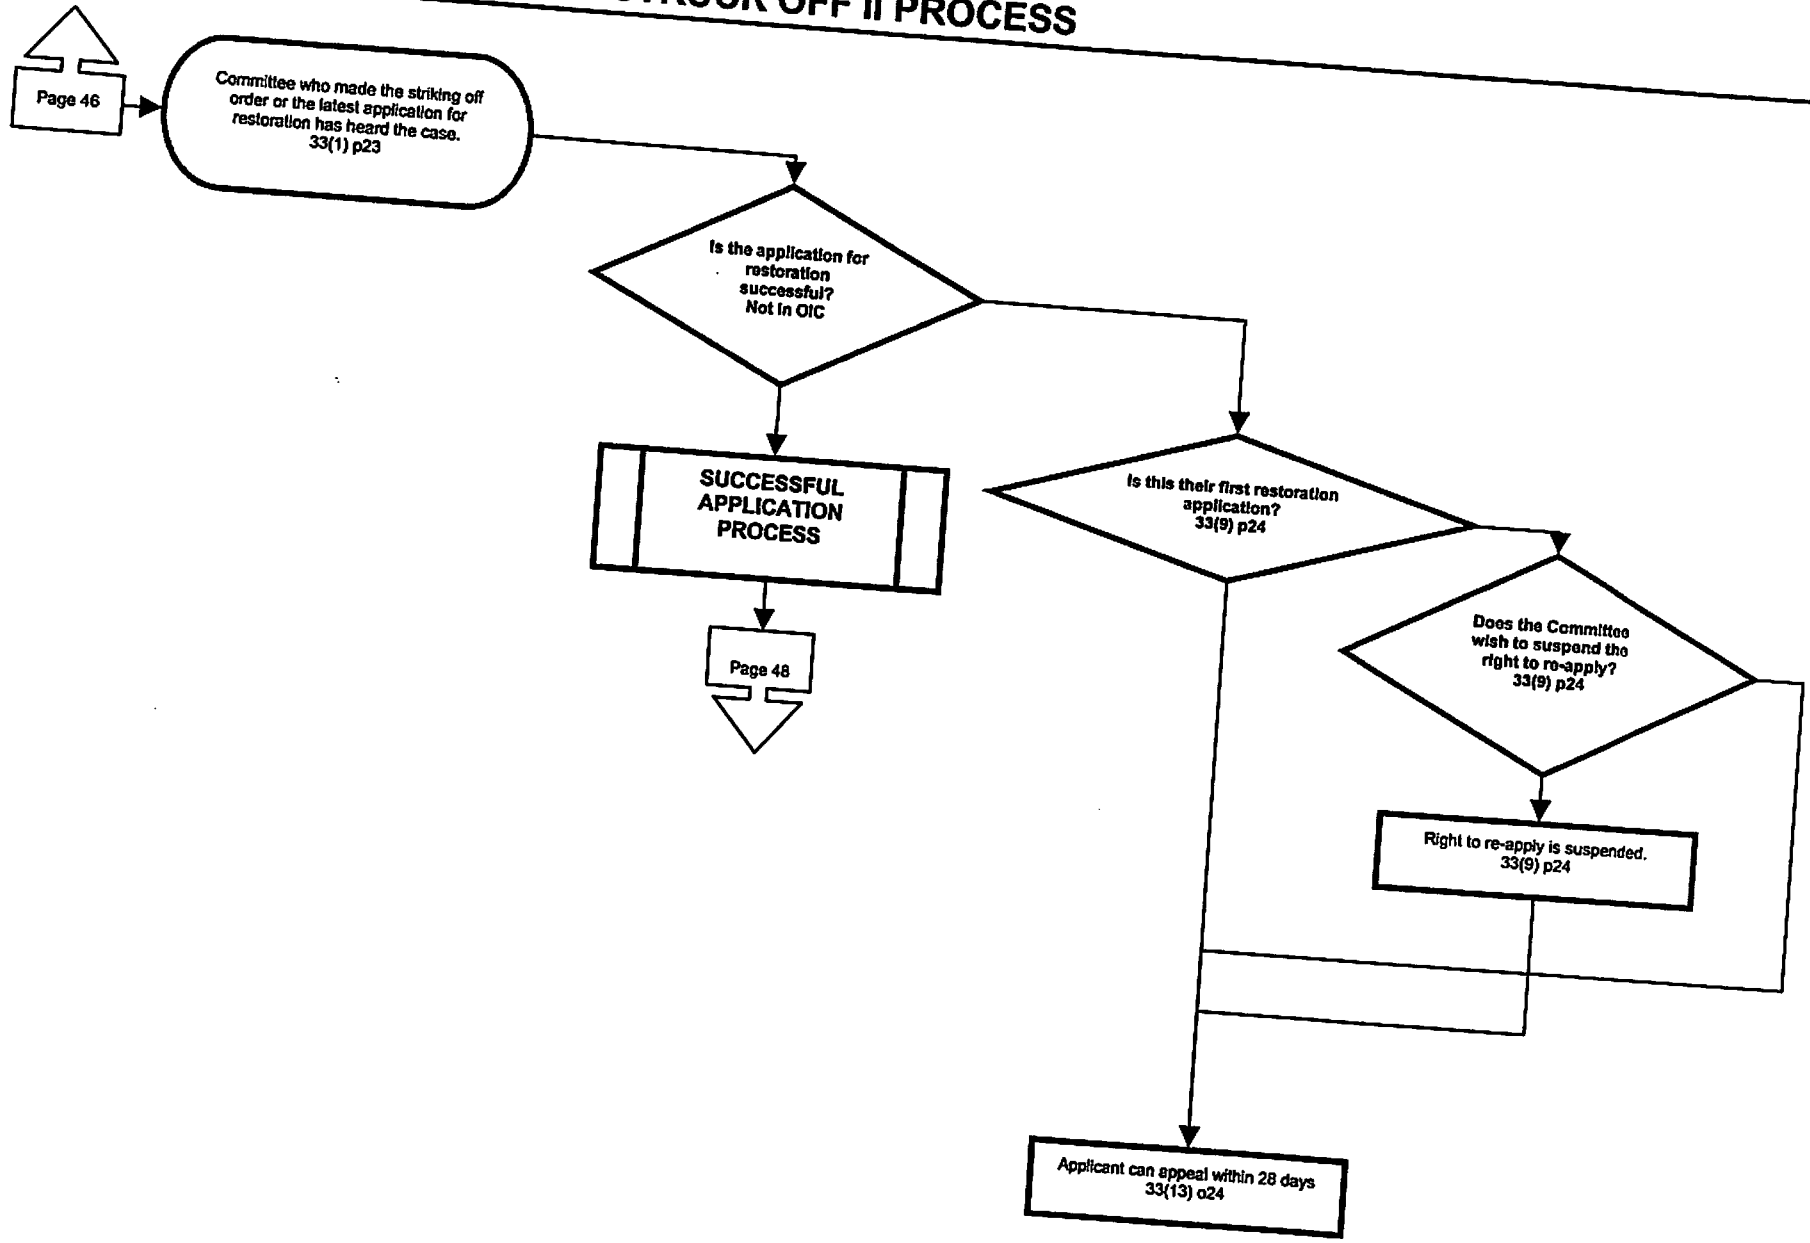 OFF II PROCESS
Page 46
Committee who made the striking off
order or the latest application for
restoration has heard the case.
33(1) p23
Is the application for
restoration
successful?
Not in OIC
SUCCESSFUL
APPLICATION
PROCESS
Page 48
Is this their first restoration
application?
33(9) p24
Does the Committee
wish to suspend the
right to re-apply?
33(9) p24
Right to re-apply is suspended.
33(9) p24
Applicant can appeal within 28 days
33(13) o24